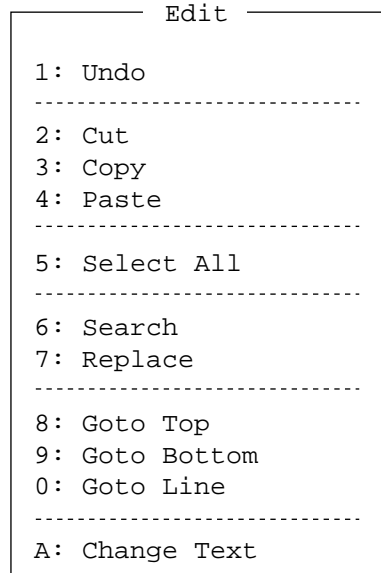 Edit
1: Undo
2: Cut
3: Copy
4: Paste
5: Select All
6: Search
7: Replace
8: Goto Top
9: Goto Bottom
0: Goto Line
A: Change Text